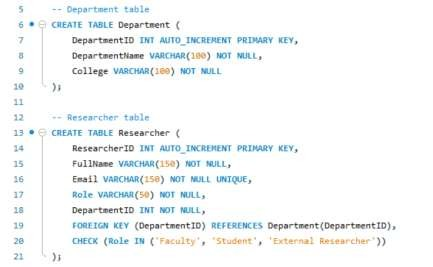 5 -- Department table
6 CREATE TABLE Department (
7 DepartmentID INT AUTO_INCREMENT PRIMARY KEY,
8 DepartmentName VARCHAR(100) NOT NULL,
9 College VARCHAR(100) NOT NULL
10 );
11
12 -- Researcher table
13 CREATE TABLE Researcher (
14 ResearcherID INT AUTO_INCREMENT PRIMARY KEY,
15 FullName VARCHAR(150) NOT NULL,
16 Email VARCHAR(150) NOT NULL UNIQUE,
17 Role VARCHAR(50) NOT NULL,
18 DepartmentID INT NOT NULL,
19 FOREIGN KEY (DepartmentID) REFERENCES Department(DepartmentID),
20 CHECK (Role IN ('Faculty', 'Student', 'External Researcher'))
21 );